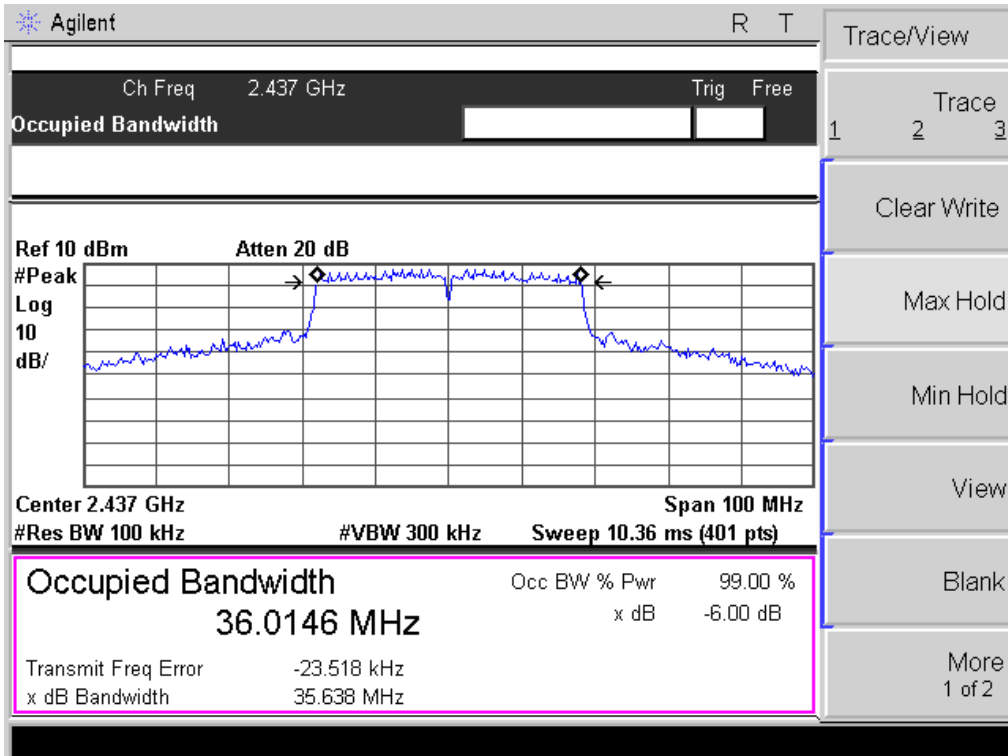 Agilent R T
Trace/View
Ch Freq 2.437 GHz Trig Free
Occupied Bandwidth
Trace
1 2 3
Clear Write
Max Hold
Min Hold
View
Blank
More
1 of 2
Ref 10 dBm Atten 20 dB
#Peak
Log
10
dB/
Center 2.437 GHz Span 100 MHz
#Res BW 100 kHz #VBW 300 kHz Sweep 10.36 ms (401 pts)
Occupied Bandwidth Occ BW % Pwr 99.00 %
36.0146 MHz x dB -6.00 dB
Transmit Freq Error -23.518 kHz
x dB Bandwidth 35.638 MHz